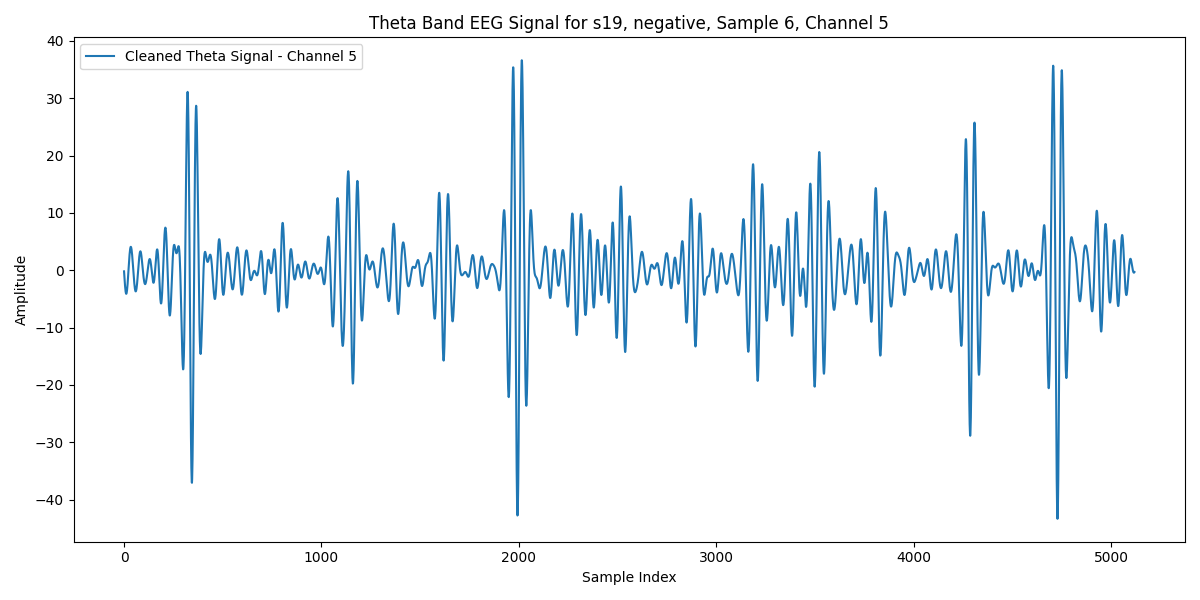 Theta Band EEG Signal for s19, negative, Sample 6, Channel 5
Cleaned Theta Signal - Channel 5
Amplitude
40
30
20
10
0
−10
−20
−30
−40
0 1000 2000 3000 4000 5000
Sample Index